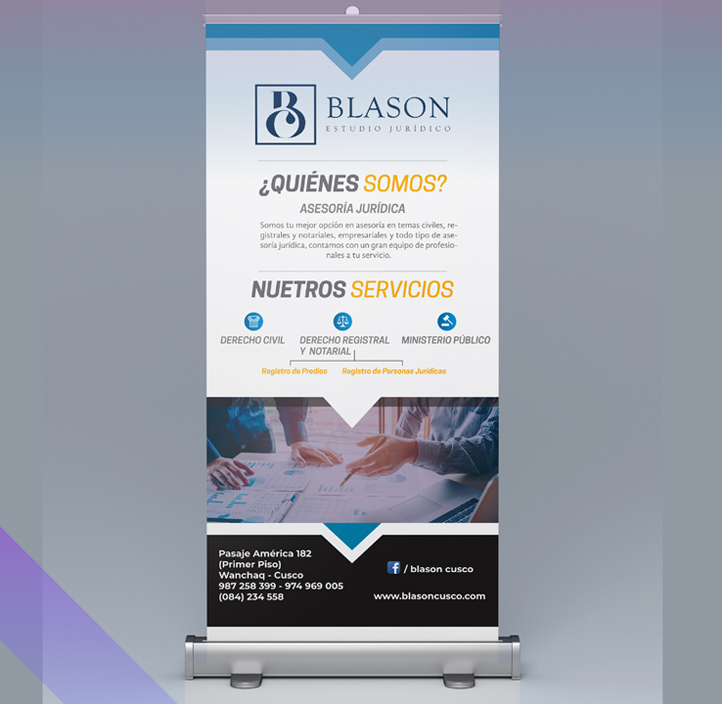 BLASON
ESTUDIO JURÍDICO
¿QUIÉNES SOMOS?
ASESORÍA JURÍDICA
Somos tu mejor opción en asesoría en temas civiles, re-
gistrales y notariales, empresariales y todo tipo de ase-
soría jurídica, contamos con un gran equipo de profesio-
nales a tu servicio.
NUETROS SERVICIOS
DERECHO CIVIL
DERECHO REGISTRAL
Y NOTARIAL
MINISTERIO PÚBLICO
Registro de Predios
Registro de Personas Jurídicas
Pasaje América 182
(Primer Piso)
Wanchaq - Cusco
987 258 399 - 974 969 005
(084) 234 558
/ blason cusco
www.blasoncusco.com